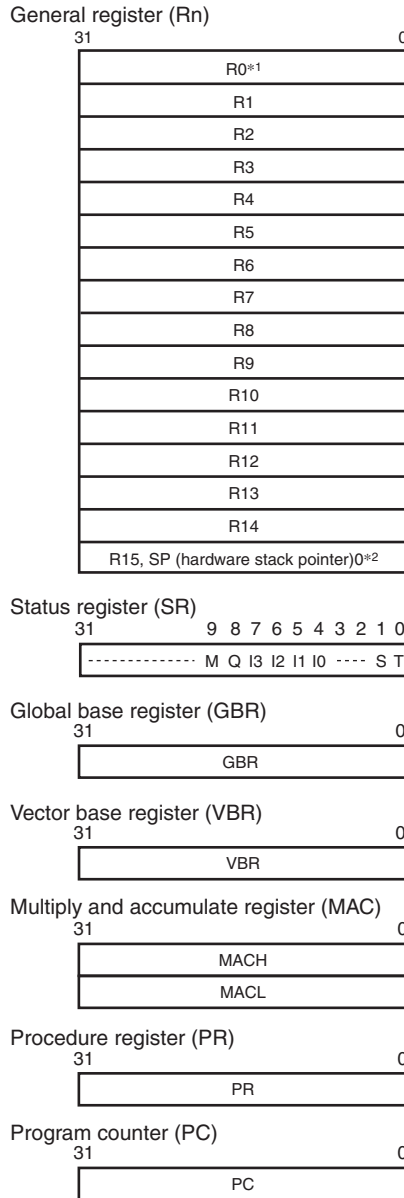 General register (Rn)
31 0
R0*1
R1
R2
R3
R4
R5
R6
R7
R8
R9
R10
R11
R12
R13
R14
R15, SP (hardware stack pointer)0*2
Status register (SR)
31 9 8 7 6 5 4 3 2 1 0
M Q I3 I2 I1 I0 ---- S T
Global base register (GBR)
31 0
GBR
Vector base register (VBR)
31 0
VBR
Multiply and accumulate register (MAC)
31 0
MACH
MACL
Procedure register (PR)
31 0
PR
Program counter (PC)
31 0
PC